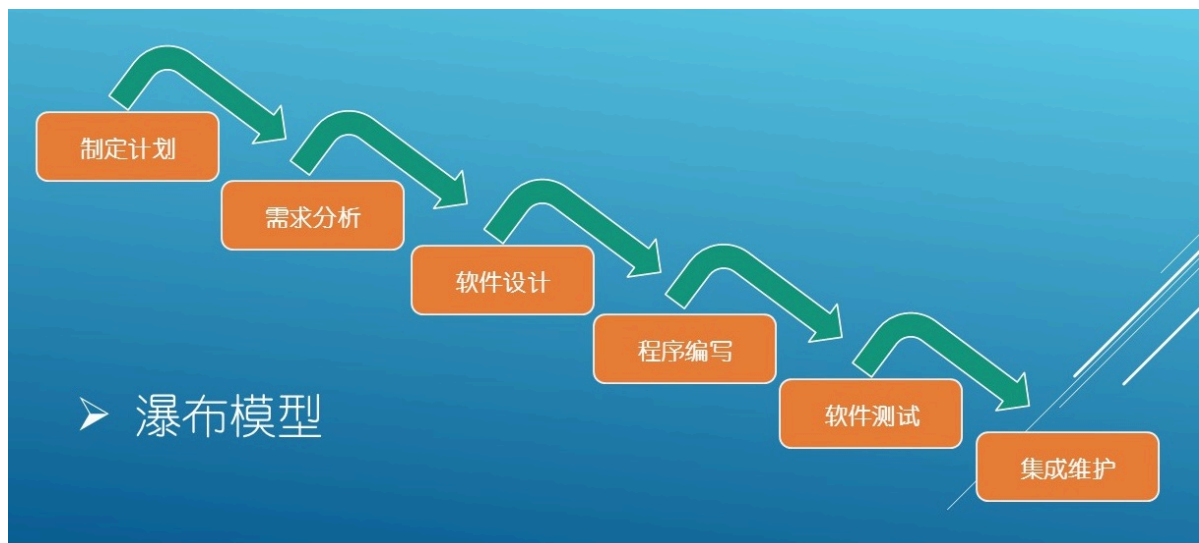 制定计划
需求分析
软件设计
程序编写
软件测试
集成维护
瀑布模型